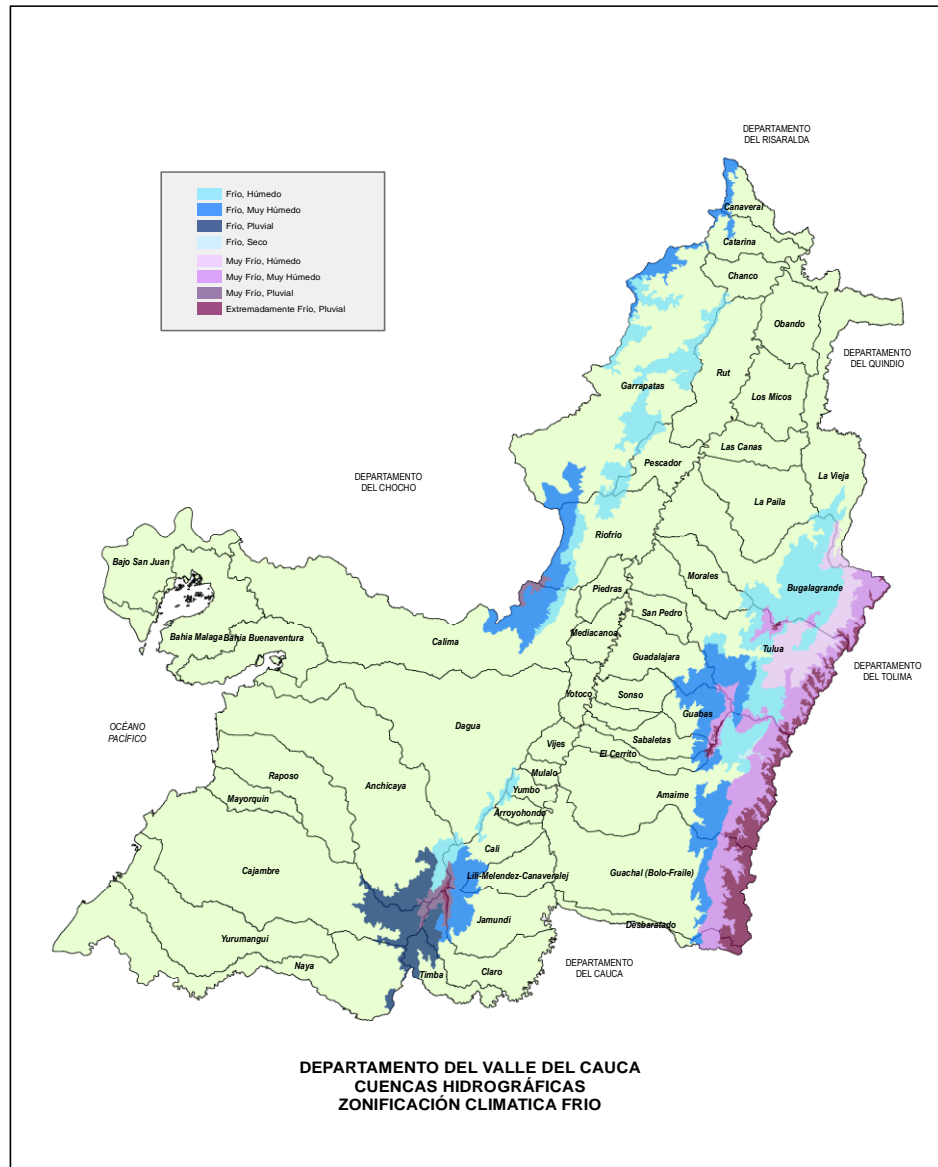 DEPARTAMENTO
DEL RISARALDA
Frío, Húmedo
Frío, Muy Húmedo
Frío, Pluvial
Frío, Seco
Muy Frío, Húmedo
Muy Frío, Muy Húmedo
Muy Frío, Pluvial
Extremadamente Frío, Pluvial
Canaveral
Catarina
Chanco
Obando
DEPARTAMENTO
DEL QUINDIO
Rut
Garrapatas
Los Micos
Las Canas
Pescador
La Vieja
DEPARTAMENTO
DEL CHOCHO
La Paila
Riofrio
Bajo San Juan
Morales
Piedras
Bugalagrande
San Pedro
Mediacanoa
Bahia Malaga
Bahia Buenaventura
Calima
Tulua
Guadalajara
DEPARTAMENTO
DEL TOLIMA
Yotoco
Sonso
Guabas
OCÉANO
PACÍFICO
Dagua
Vijes
Sabaletas
El Cerrito
Mulalo
Raposo
Anchicaya
Yumbo
Amaime
Mayorquin
Arroyohondo
Cali
Cajambre
Lili-Melendez-Canaveralej
Guachal (Bolo-Fraile)
Jamundi
Desbaratado
Yurumangui
Naya
Timba
Claro
DEPARTAMENTO
DEL CAUCA
DEPARTAMENTO DEL VALLE DEL CAUCA
CUENCAS HIDROGRÁFICAS
ZONIFICACIÓN CLIMATICA FRIO